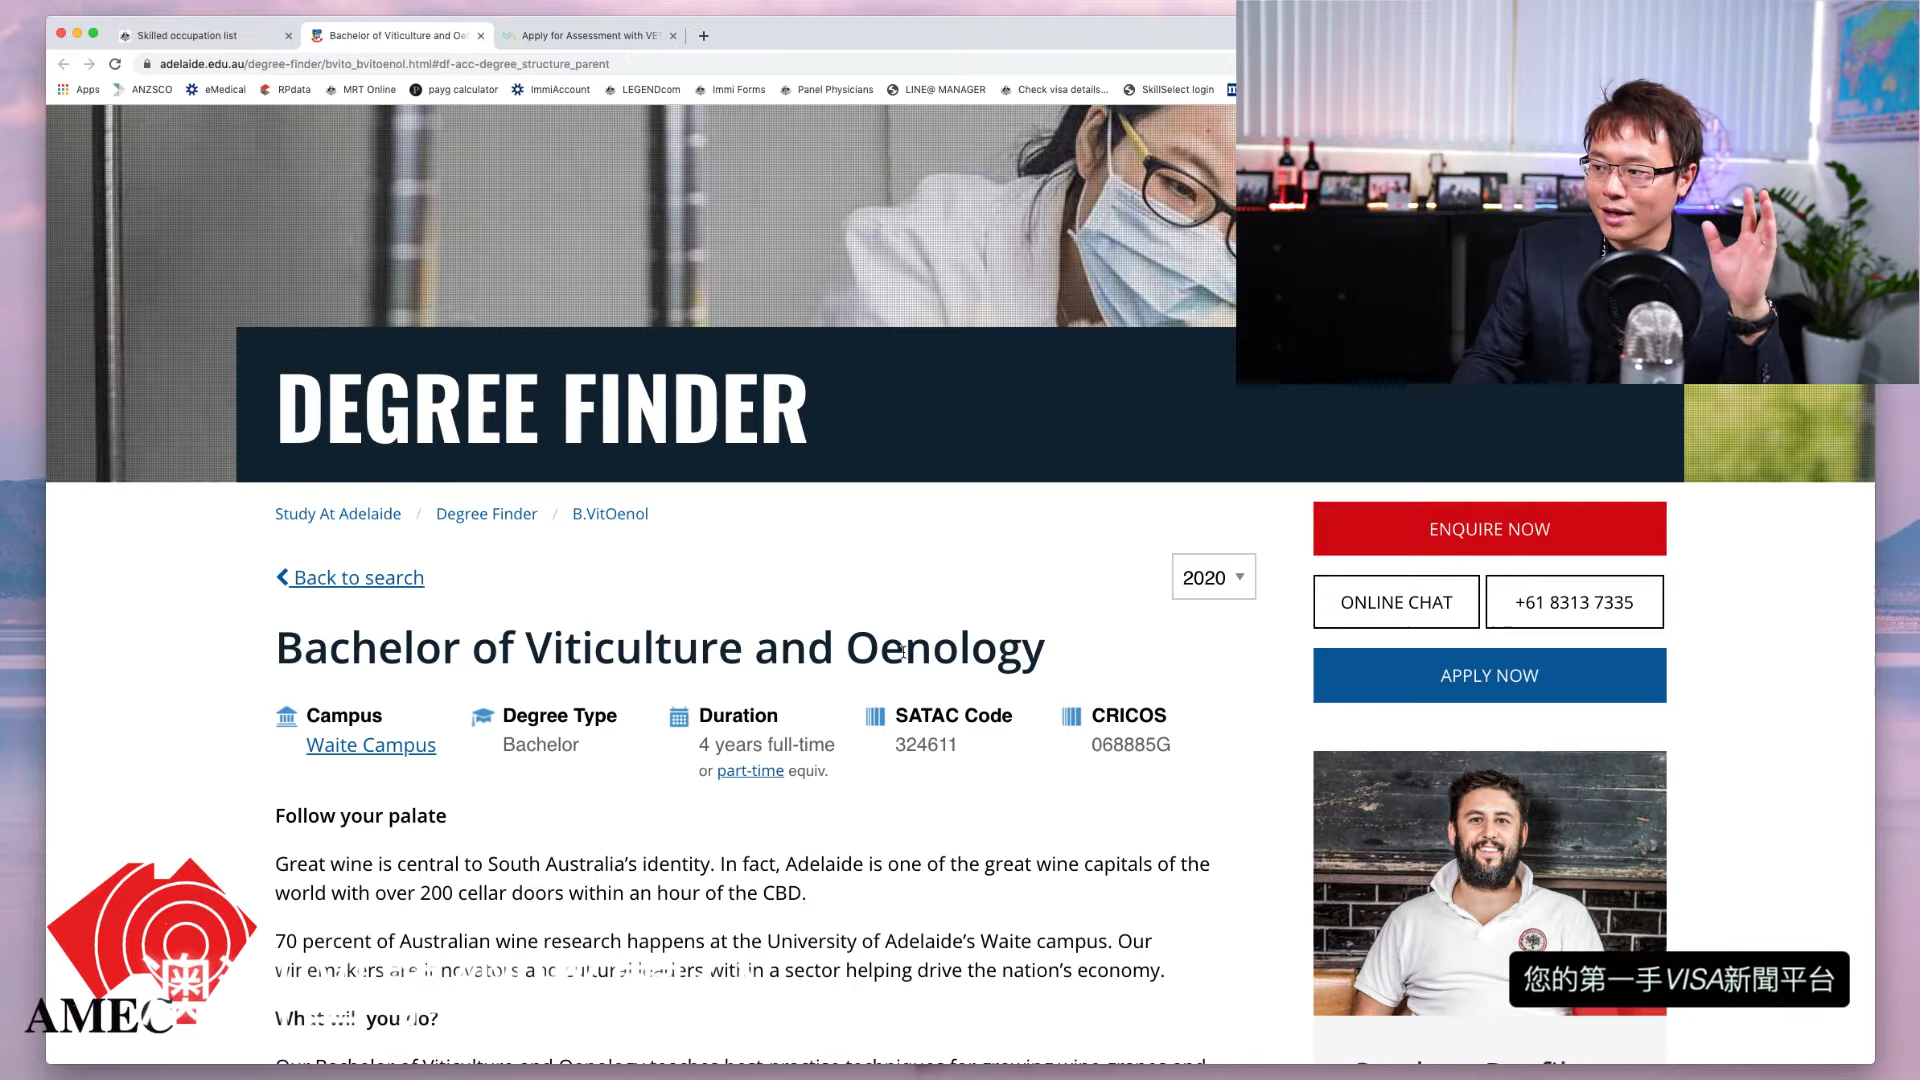 Skilled occupation list
Bachelor of Viticulture and Oe
Apply for Assessment with VET
adelaide.edu.au/degree-finder/bvito_bvitoenol.html#df-acc-degree_structure_parent
Apps ANZSCO eMedical RPdata MRT Online payg calculator ImmiAccount LEGENDcom Immi Forms Panel Physicians LINE@ MANAGER Check visa details... SkillSelect login
DEGREE FINDER
Study At Adelaide / Degree Finder / B.VitOenol
Back to search
2020
Bachelor of Viticulture and Oenology
Campus
Waite Campus
Degree Type
Bachelor
Duration
4 years full-time
or part-time equiv.
SATAC Code
324611
CRICOS
068885G
Follow your palate
Great wine is central to South Australia's identity. In fact, Adelaide is one of the great wine capitals of the
world with over 200 cellar doors within an hour of the CBD.
70 percent of Australian wine research happens at the University of Adelaide's Waite campus. Our
winemakers are innovators and culture leaders within a sector helping drive the nation's economy.
What will you do?
Our Bachelor of Viticulture and Oenology teaches best-practice techniques for growing wine grapes and
ENQUIRE NOW
ONLINE CHAT
+61 8313 7335
APPLY NOW
您的第一手VISA新聞平台
澳
AMEC